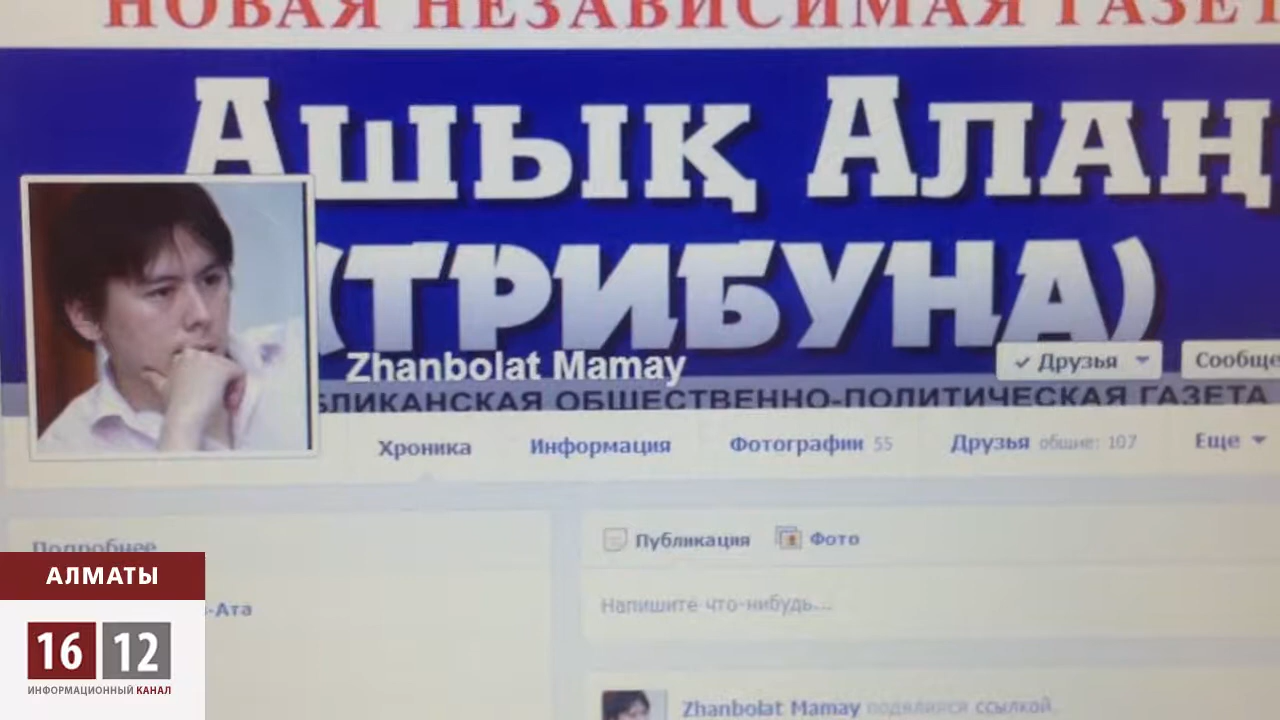 НОВАЯ НЕЗАВИСИМАЯ ГАЗЕТ
Ашық Алаң
(ТРИБУНА)
Zhanbolat Mamay
Друзья
Сообще
БЛИКАНСКАЯ ОБЩЕСТВЕННО-ПОЛИТИЧЕСКАЯ ГАЗЕТА
Хроника Информация Фотографии 55 Друзья общие: 107 Еще
Подробнее
Публикация Фото
АЛМАТЫ
-Ата
Напишите что-нибудь...
16 12
ИНФОРМАЦИОННЫЙ КАНАЛ
Zhanbolat Mamay поделился ссылкой.